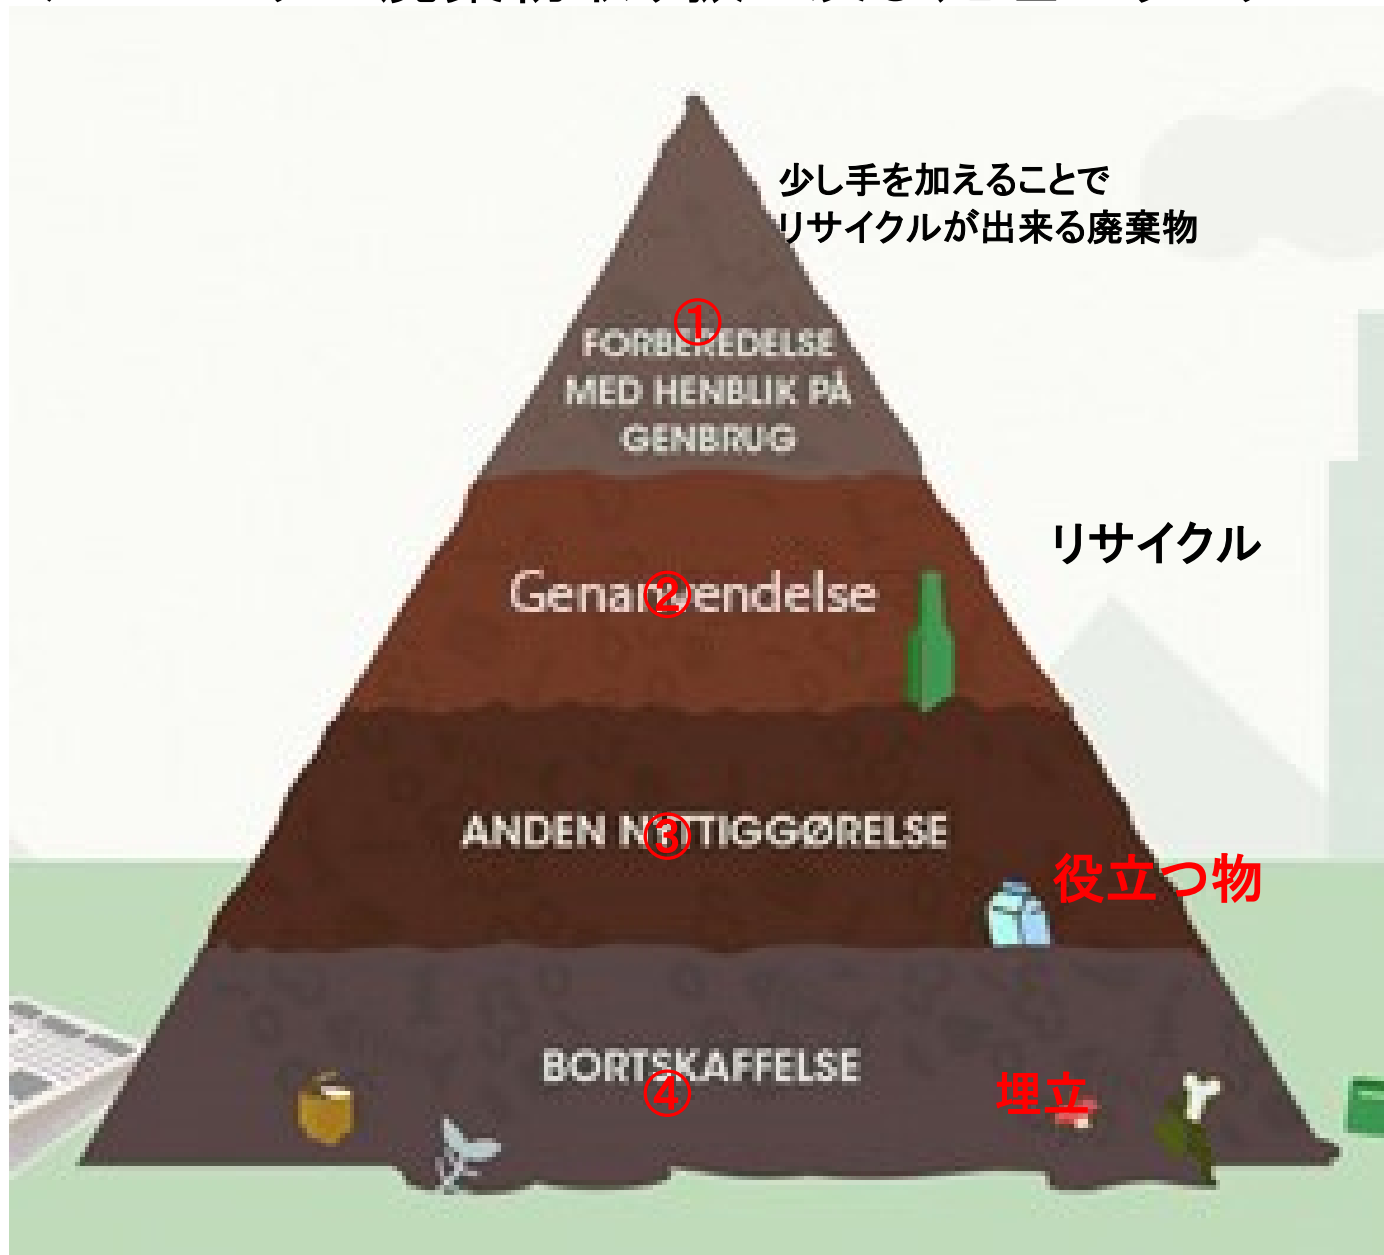 少し手を加えることで
リサイクルが出来る廃棄物
①
FORBEREDELSE
MED HENBLIK PÅ
GENBRUG
リサイクル
Genanvendelse
②
ANDEN NYTTIGGØRELSE
③
役立つ物
BORTSKAFFELSE
④
埋立